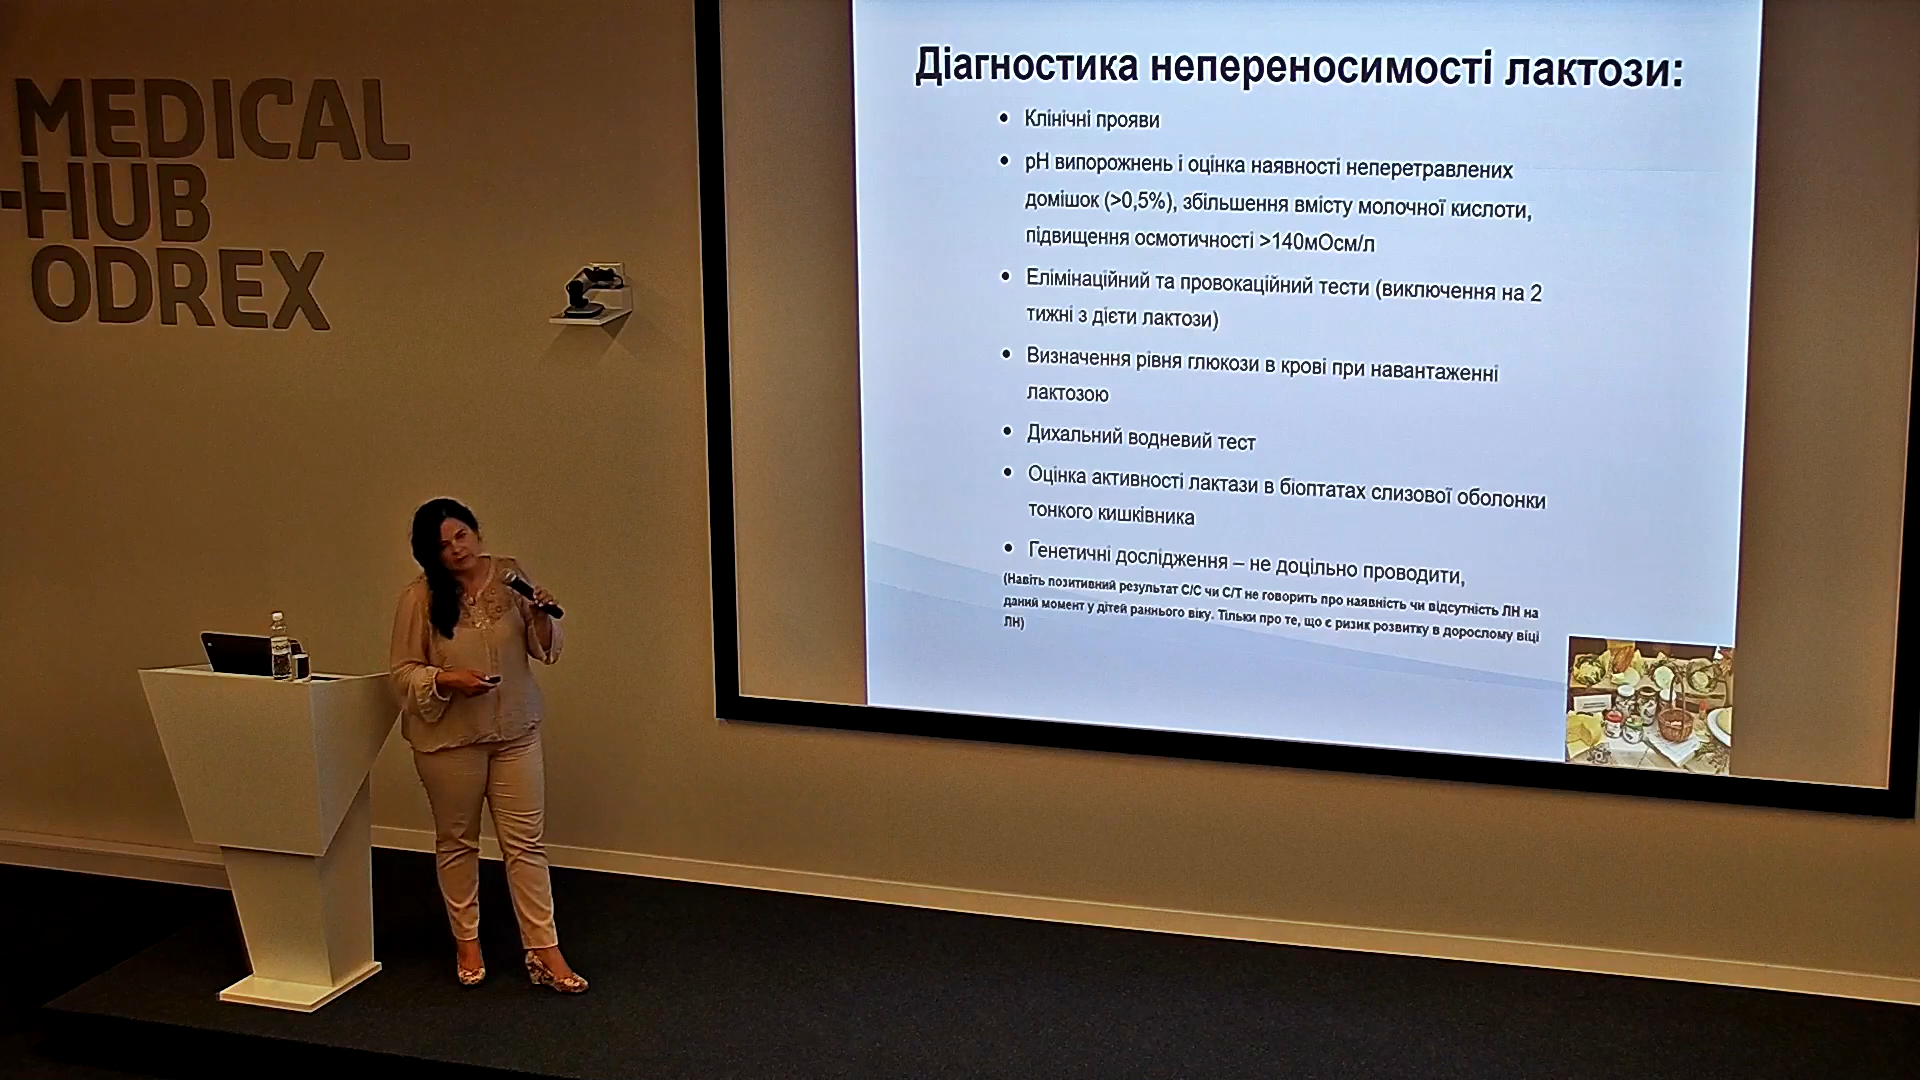 MEDICAL
-HUB
ODREX
Діагностика непереносимості лактози:
• Клінічні прояви
• pH випорожнень і оцінка наявності неперетравлених
домішок (>0,5%), збільшення вмісту молочної кислоти,
підвищення осмотичності >140мОсм/л
• Елімінаційний та провокаційний тести (виключення на 2
тижні з дієти лактози)
• Визначення рівня глюкози в крові при навантаженні
лактозою
• Дихальний водневий тест
• Оцінка активності лактази в біоптатах слизової оболонки
тонкого кишківника
• Генетичні дослідження – не доцільно проводити,
(Навіть позитивний результат С/С чи С/Т не говорить про наявність чи відсутність ЛН на
даний момент у дітей раннього віку. Тільки про те, що є ризик розвитку в дорослому віці
ЛН)